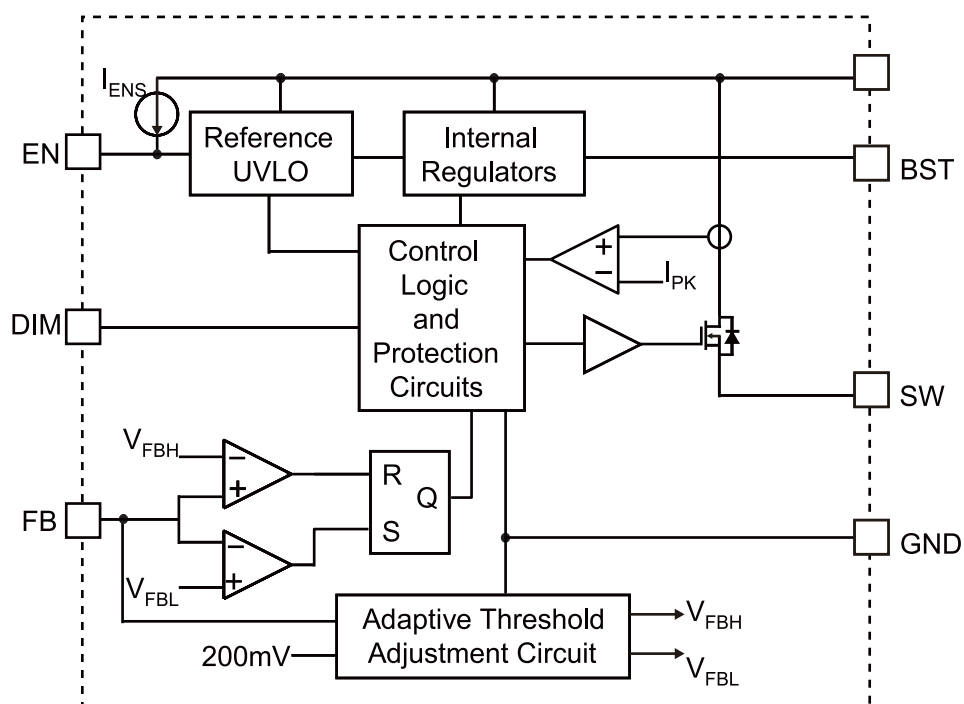 I_ENS
EN
Reference
UVLO
Internal
Regulators
BST
Control
Logic
and
Protection
Circuits
+
−
I_PK
DIM
SW
V_FBH
−
+
R
Q
S
FB
−
+
V_FBL
GND
Adaptive Threshold
Adjustment Circuit
200mV
V_FBH
V_FBL